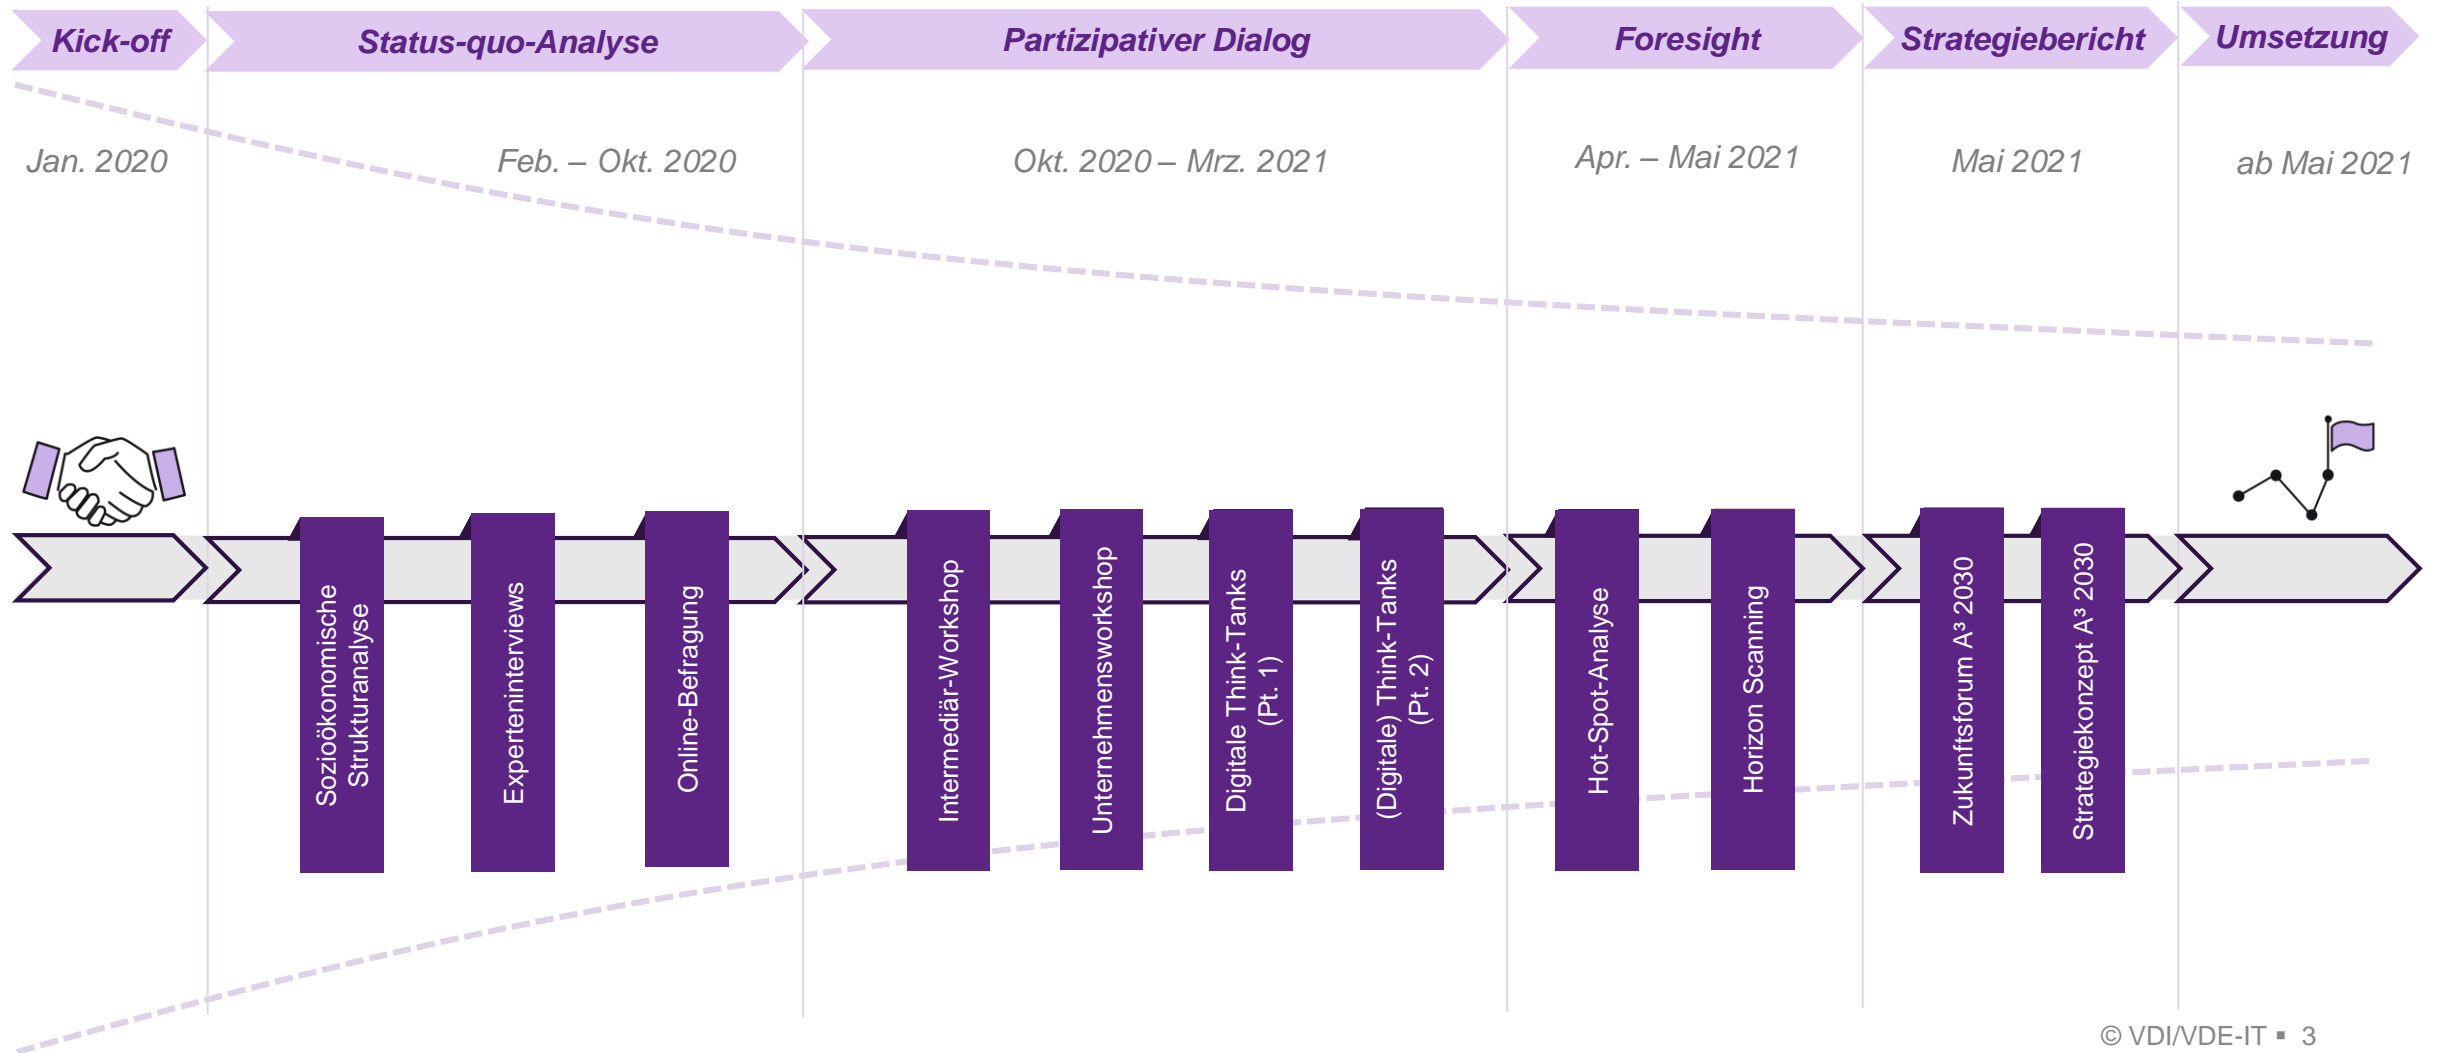 Kick-off
Status-quo-Analyse
Partizipativer Dialog
Foresight
Strategiebericht
Umsetzung
Jan. 2020
Feb. – Okt. 2020
Okt. 2020 – Mrz. 2021
Apr. – Mai 2021
Mai 2021
ab Mai 2021
Sozioökonomische
Strukturanalyse
Experteninterviews
Online-Befragung
Intermediär-Workshop
Unternehmensworkshop
Digitale Think-Tanks
(Pt. 1)
(Digitale) Think-Tanks
(Pt. 2)
Hot-Spot-Analyse
Horizon Scanning
Zukunftsforum A³ 2030
Strategiekonzept A³ 2030
© VDI/VDE-IT ▪ 3